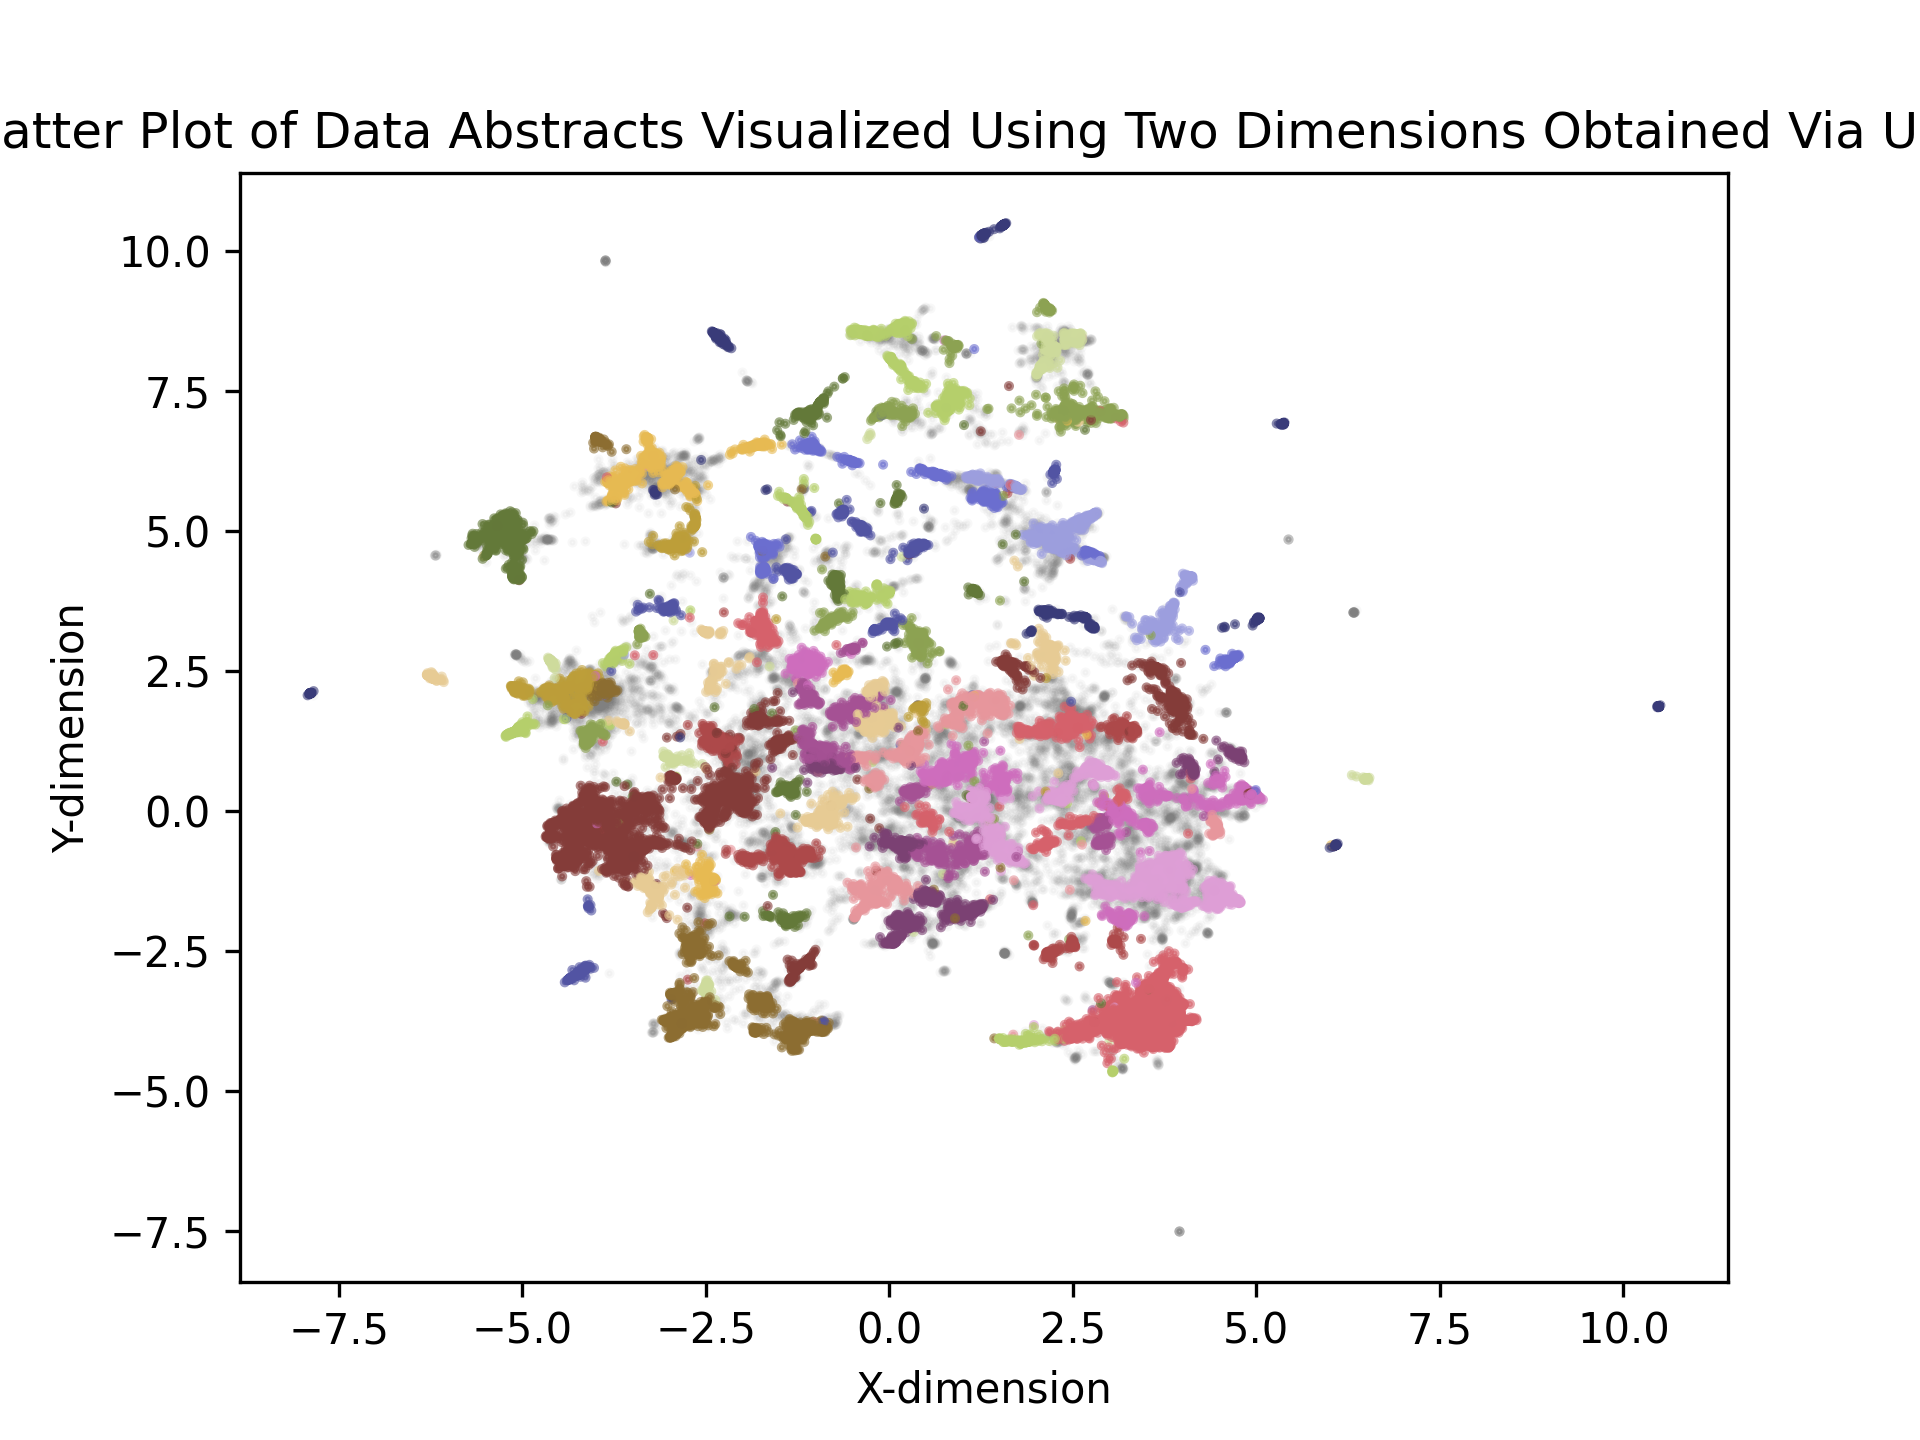 atter Plot of Data Abstracts Visualized Using Two Dimensions Obtained Via U
10.0
7.5
5.0
2.5
0.0
−2.5
−5.0
−7.5
Y-dimension
−7.5 −5.0 −2.5 0.0 2.5 5.0 7.5 10.0
X-dimension